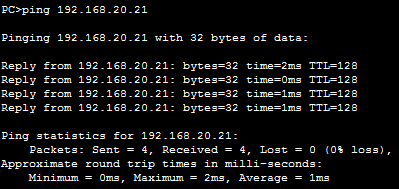 PC>ping 192.168.20.21
Pinging 192.168.20.21 with 32 bytes of data:
Reply from 192.168.20.21: bytes=32 time=2ms TTL=128
Reply from 192.168.20.21: bytes=32 time=0ms TTL=128
Reply from 192.168.20.21: bytes=32 time=1ms TTL=128
Reply from 192.168.20.21: bytes=32 time=1ms TTL=128
Ping statistics for 192.168.20.21:
    Packets: Sent = 4, Received = 4, Lost = 0 (0% loss),
Approximate round trip times in milli-seconds:
    Minimum = 0ms, Maximum = 2ms, Average = 1ms